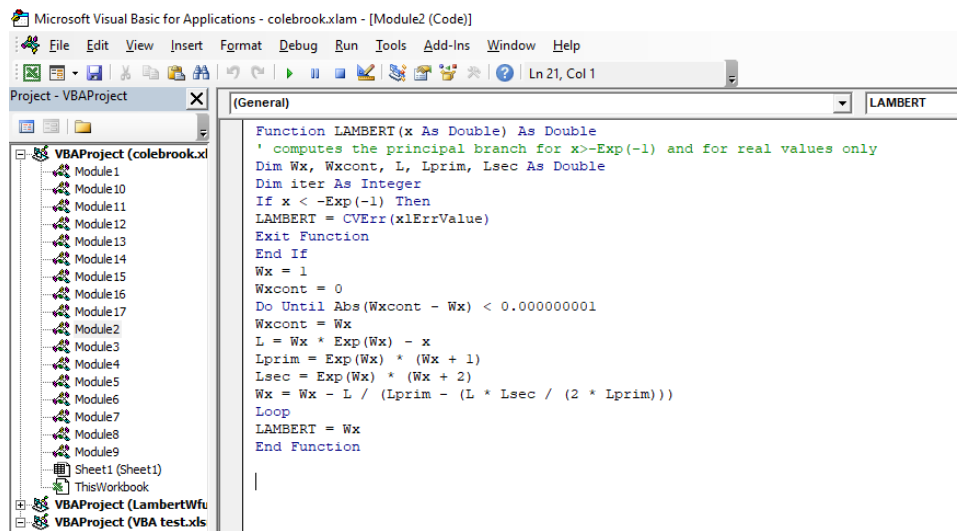 Microsoft Visual Basic for Applications - colebrook.xlam - [Module2 (Code)]
File Edit View Insert Format Debug Run Tools Add-Ins Window Help
Ln 21, Col 1
Project - VBAProject
(General)
LAMBERT
VBAProject (colebrook.xl
Module1
Module10
Module11
Module12
Module13
Module14
Module15
Module16
Module17
Module2
Module3
Module4
Module5
Module6
Module7
Module8
Module9
Sheet1 (Sheet1)
ThisWorkbook
VBAProject (LambertWfu
VBAProject (VBA test.xls
Function LAMBERT(x As Double) As Double
' computes the principal branch for x>-Exp(-1) and for real values only
Dim Wx, Wxcont, L, Lprim, Lsec As Double
Dim iter As Integer
If x < -Exp(-1) Then
LAMBERT = CVErr(xlErrValue)
Exit Function
End If
Wx = 1
Wxcont = 0
Do Until Abs(Wxcont - Wx) < 0.000000001
Wxcont = Wx
L = Wx * Exp(Wx) - x
Lprim = Exp(Wx) * (Wx + 1)
Lsec = Exp(Wx) * (Wx + 2)
Wx = Wx - L / (Lprim - (L * Lsec / (2 * Lprim)))
Loop
LAMBERT = Wx
End Function